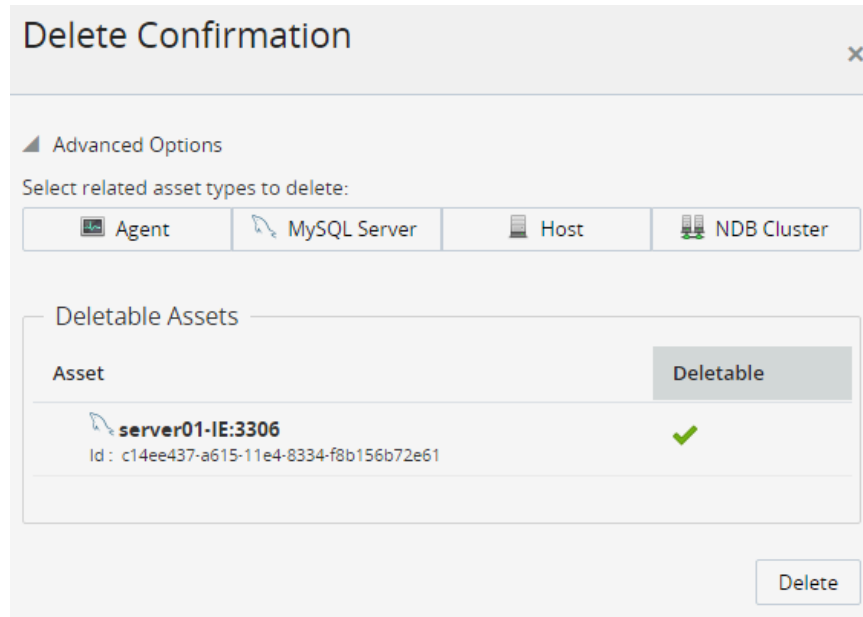 Delete Confirmation
×
Advanced Options
Select related asset types to delete:
Agent MySQL Server Host NDB Cluster
Deletable Assets
Asset Deletable
server01-IE:3306
Id : c14ee437-a615-11e4-8334-f8b156b72e61
Delete